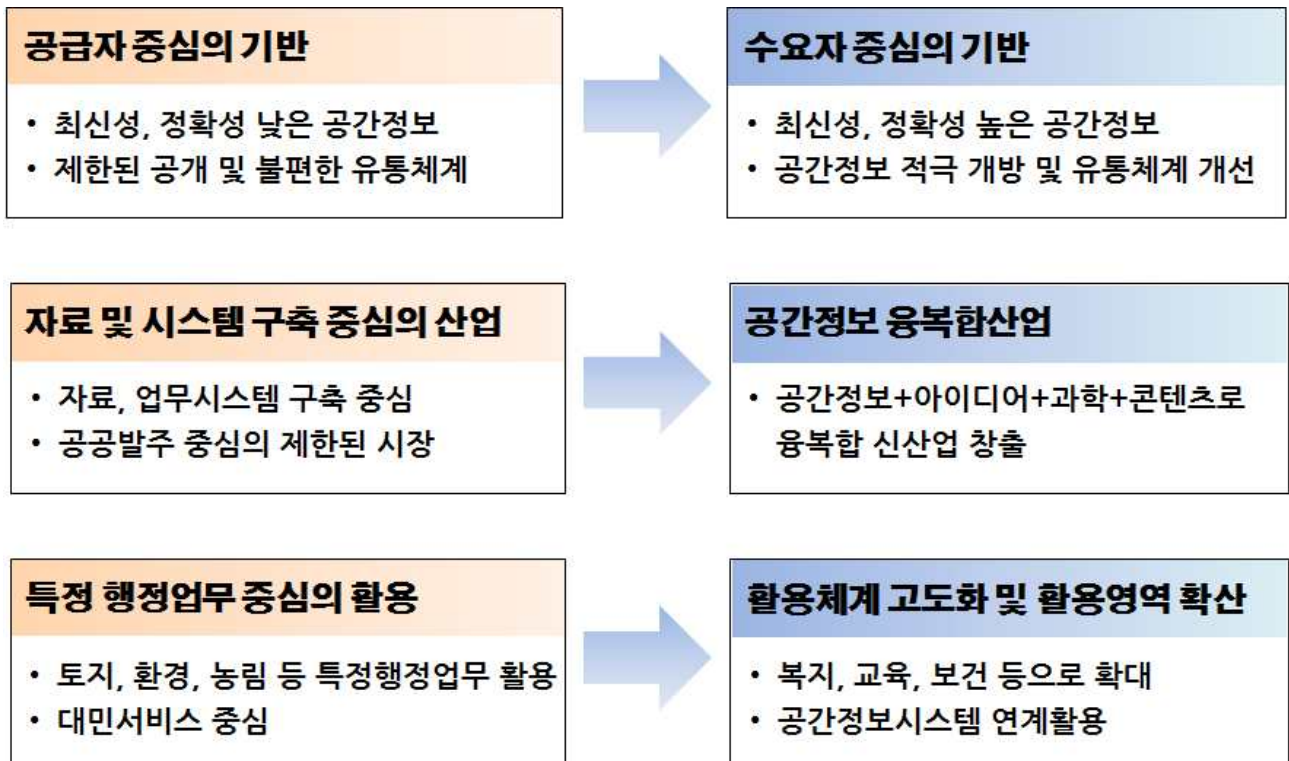 공급자 중심의 기반
• 최신성, 정확성 낮은 공간정보
• 제한된 공개 및 불편한 유통체계
수요자 중심의 기반
• 최신성, 정확성 높은 공간정보
• 공간정보 적극 개방 및 유통체계 개선
자료 및 시스템 구축 중심의 산업
• 자료, 업무시스템 구축 중심
• 공공발주 중심의 제한된 시장
공간정보 융복합산업
• 공간정보+아이디어+과학+콘텐츠로
융복합 신산업 창출
특정 행정업무 중심의 활용
• 토지, 환경, 농림 등 특정행정업무 활용
• 대민서비스 중심
활용체계 고도화 및 활용영역 확산
• 복지, 교육, 보건 등으로 확대
• 공간정보시스템 연계활용